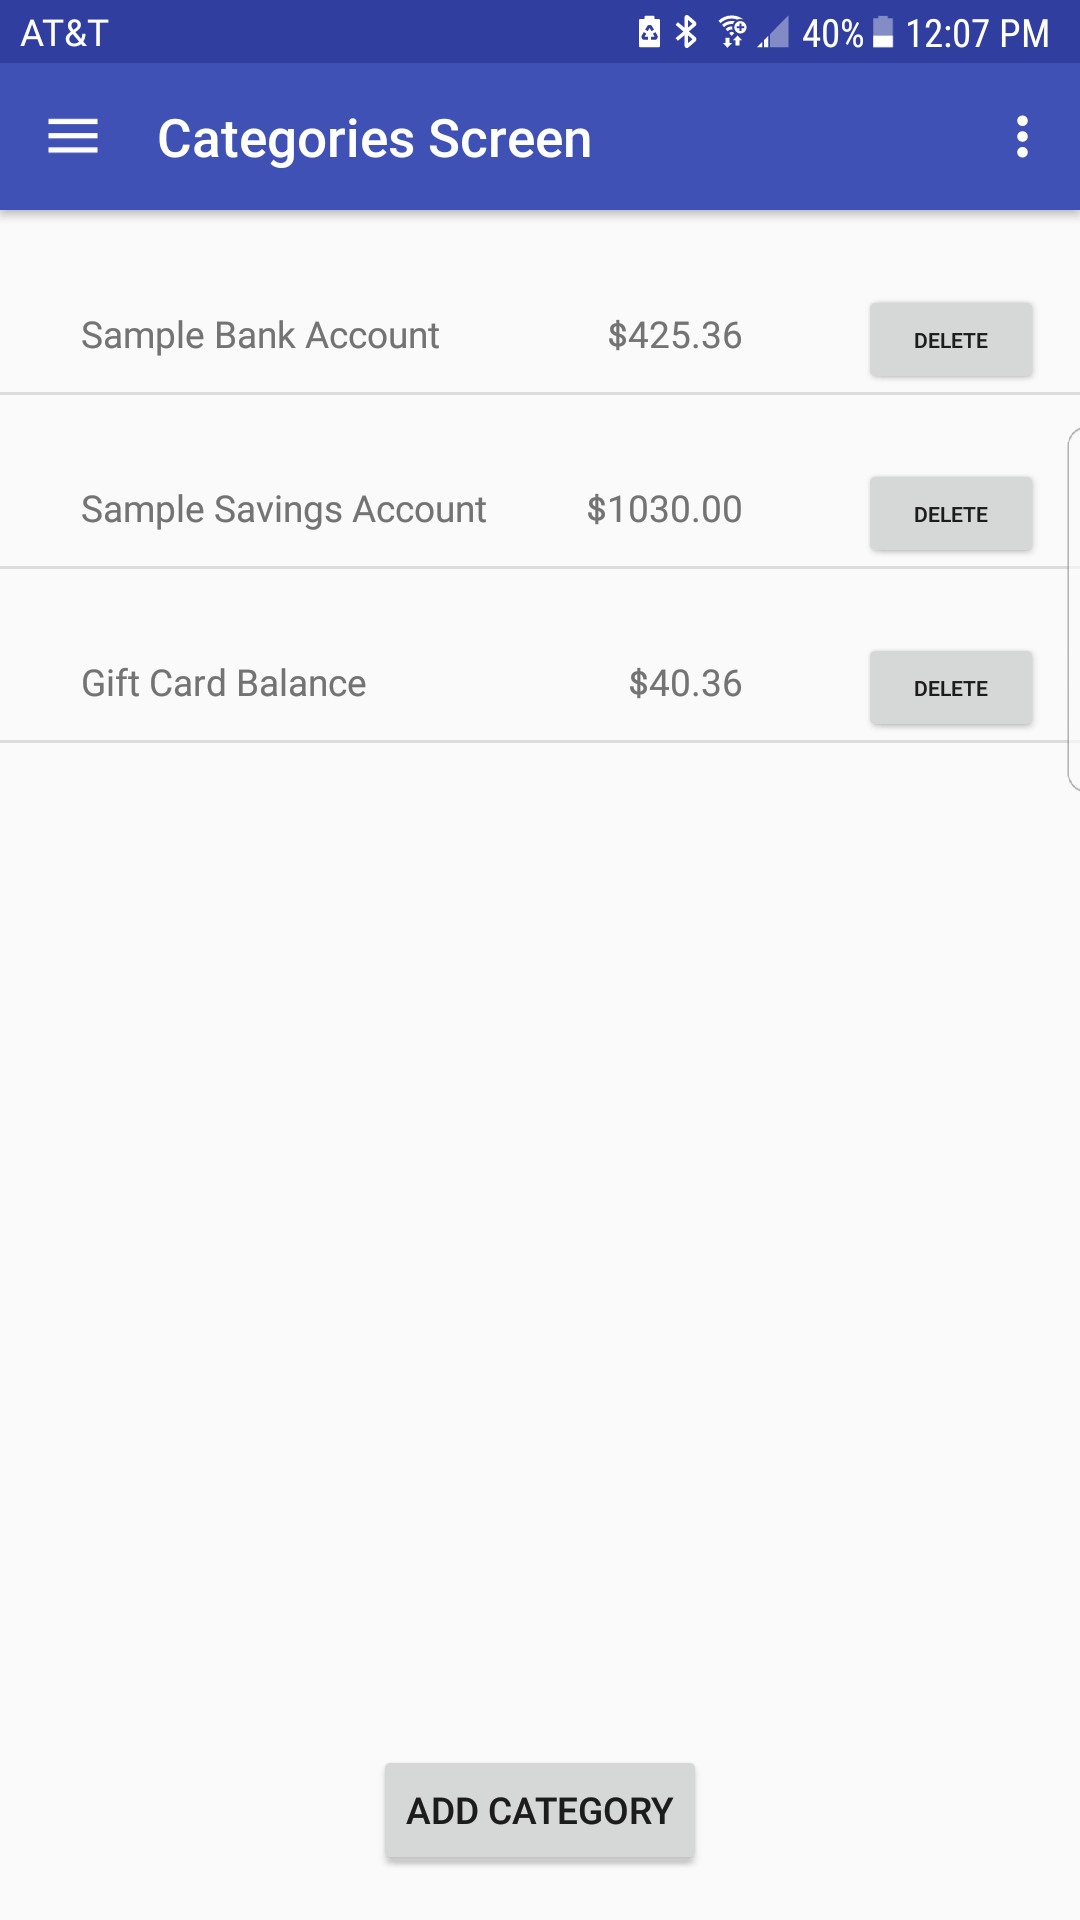 AT&T 40% 12:07 PM
Categories Screen
Sample Bank Account $425.36 DELETE
Sample Savings Account $1030.00 DELETE
Gift Card Balance $40.36 DELETE
ADD CATEGORY